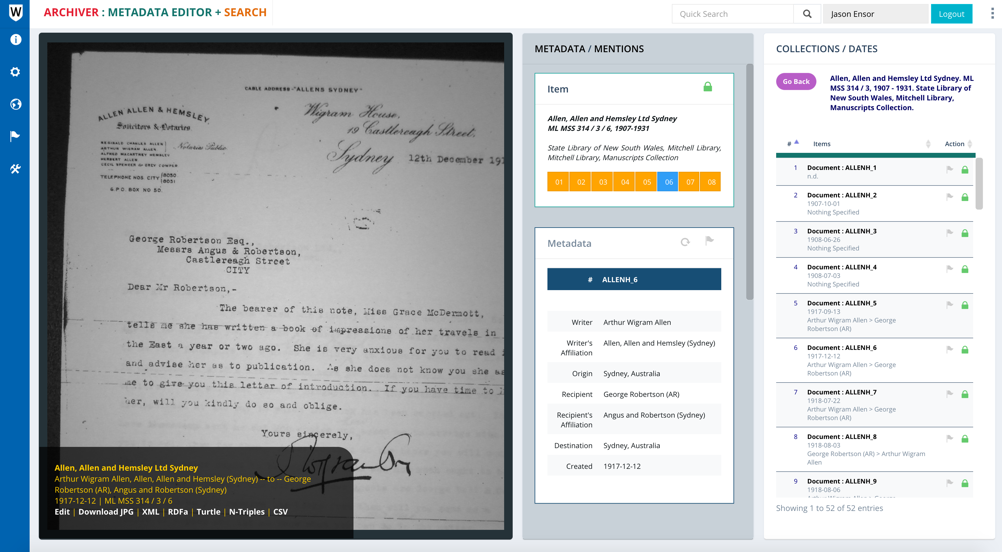 W
ARCHIVER : METADATA EDITOR + SEARCH
Quick Search
Jason Ensor
Logout
CABLE ADDRESS "ALLENS SYDNEY"
ALLEN ALLEN & HEMSLEY
Solicitors & Notaries
Notarise Public
TELEPHONE NOS. CITY
G.P.O. BOX NO 50
Wigram House,
19 Castlereagh Street,
Sydney 12th December 191
George Robertson Esq.,
Messrs Angus & Robertson,
Castlereagh Street
CITY
Dear Mr Robertson,-
The bearer of this note, Miss Grace McDermott,
tells me she has written a book of impressions of her travels in
the East a year or two ago. She is very anxious for you to read i
and advise her as to publication. As she does not know you she as
me to give you this letter of introduction. If you have time to
her, will you kindly do so and oblige.
Yours sincerely,
Allen, Allen and Hemsley Ltd Sydney
Arthur Wigram Allen, Allen, Allen and Hemsley (Sydney) -- to -- George
Robertson (AR), Angus and Robertson (Sydney)
1917-12-12 | ML MSS 314 / 3 / 6
Edit | Download JPG | XML | RDFa | Turtle | N-Triples | CSV
METADATA / MENTIONS
Item
Allen, Allen and Hemsley Ltd Sydney
ML MSS 314 / 3 / 6, 1907-1931
State Library of New South Wales, Mitchell Library,
Mitchell Library, Manuscripts Collection
01 02 03 04 05 06 07 08
Metadata
# ALLENH_6
Writer Arthur Wigram Allen
Writer's Affiliation Allen, Allen and Hemsley (Sydney)
Origin Sydney, Australia
Recipient George Robertson (AR)
Recipient's Affiliation Angus and Robertson (Sydney)
Destination Sydney, Australia
Created 1917-12-12
COLLECTIONS / DATES
Go Back
Allen, Allen and Hemsley Ltd Sydney. ML
MSS 314 / 3, 1907 - 1931. State Library of
New South Wales, Mitchell Library,
Manuscripts Collection.
# Items Action
1 Document : ALLENH_1
n.d.
2 Document : ALLENH_2
1907-10-01
Nothing Specified
3 Document : ALLENH_3
1908-06-26
Nothing Specified
4 Document : ALLENH_4
1908-07-03
Nothing Specified
5 Document : ALLENH_5
1917-09-13
Arthur Wigram Allen > George
Robertson (AR)
6 Document : ALLENH_6
1917-12-12
Arthur Wigram Allen > George
Robertson (AR)
7 Document : ALLENH_7
1918-07-22
Arthur Wigram Allen > George
Robertson (AR)
8 Document : ALLENH_8
1918-08-03
George Robertson (AR) > Arthur Wigram
Allen
9 Document : ALLENH_9
1918-08-06
Showing 1 to 52 of 52 entries